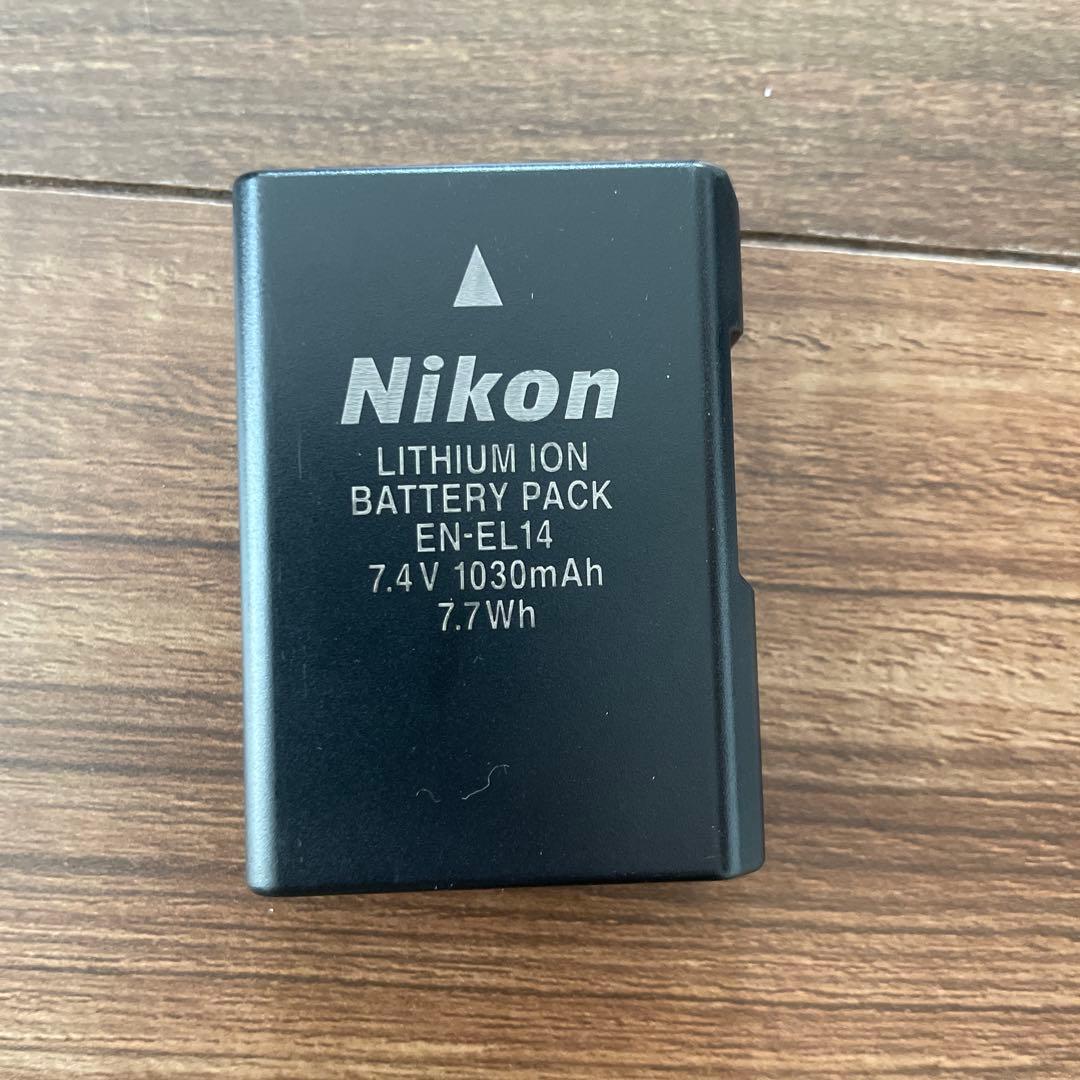 Nikon
LITHIUM ION
BATTERY PACK
EN-EL14
7.4V 1030mAh
7.7Wh